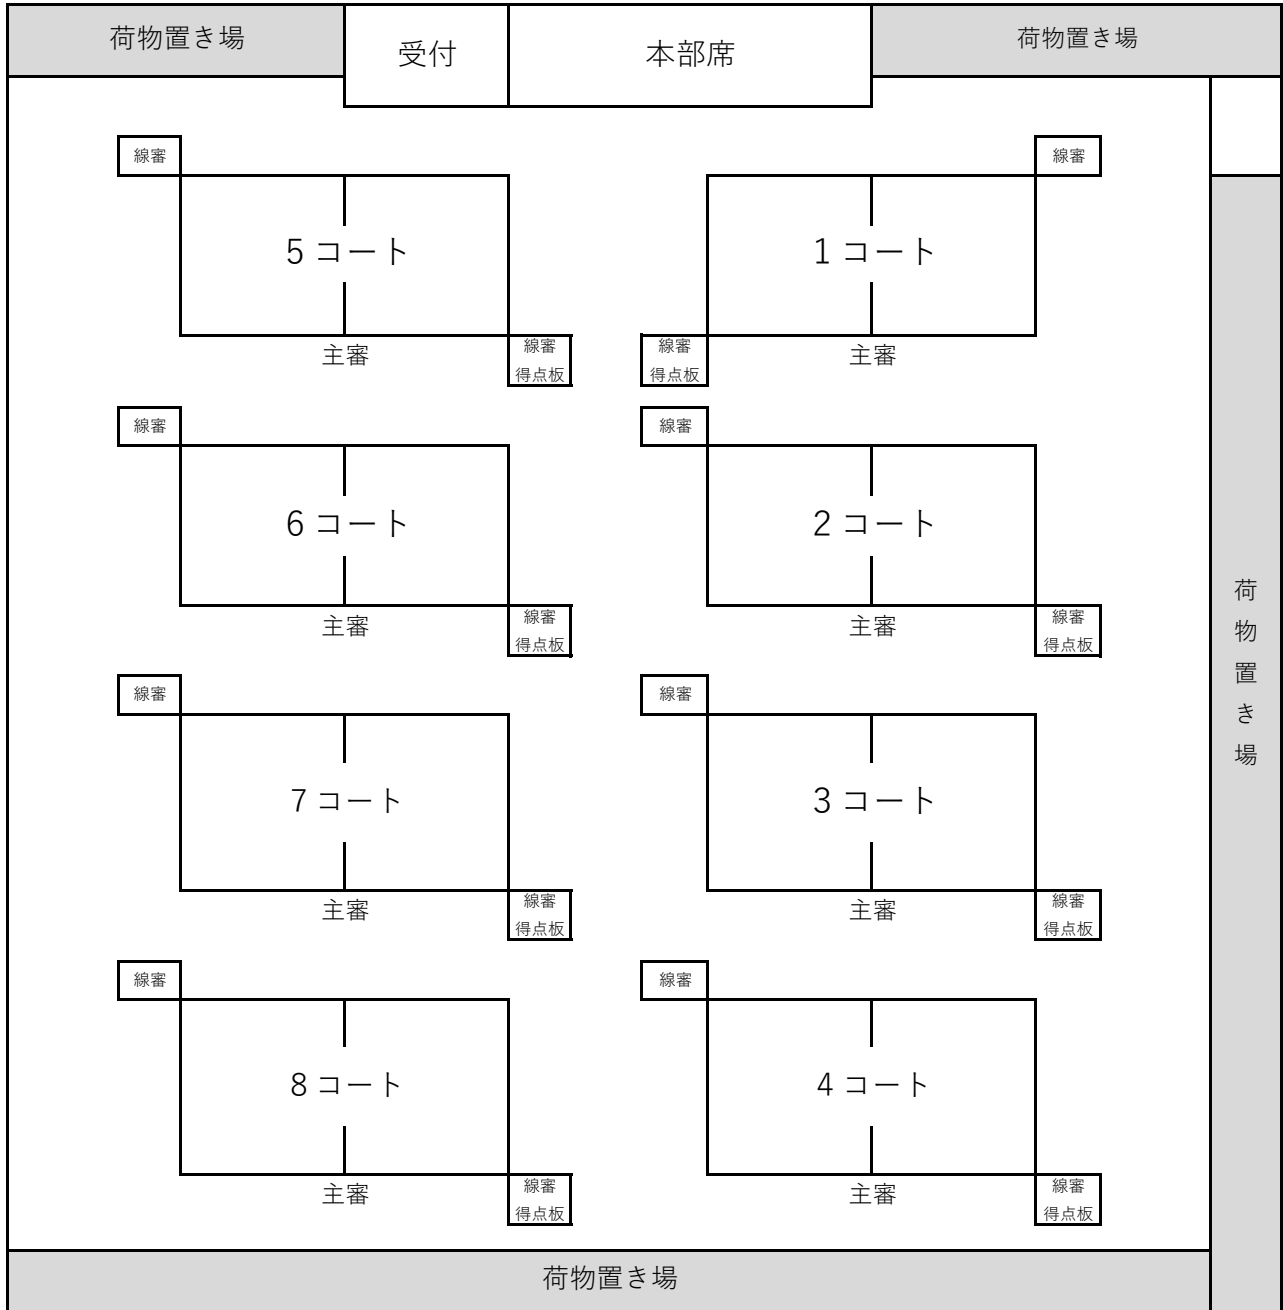 荷物置き場
受付
本部席
荷物置き場
線審
線審
5 コート
1 コート
主審
線審
得点板
線審
得点板
主審
線審
線審
6 コート
2 コート
主審
線審
得点板
主審
線審
得点板
線審
線審
7 コート
3 コート
主審
線審
得点板
主審
線審
得点板
線審
線審
8 コート
4 コート
主審
線審
得点板
主審
線審
得点板
荷物置き場
荷物置き場